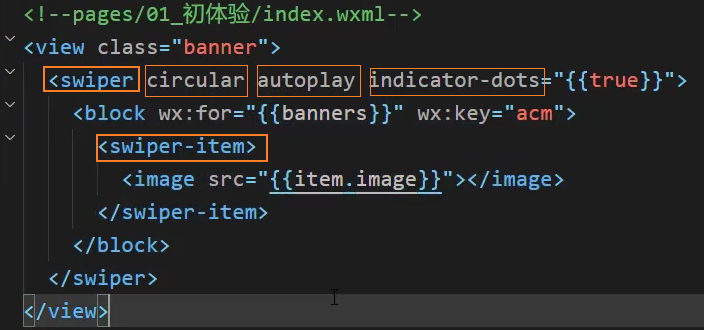 <!--pages/01_初体验/index.wxml-->
<view class="banner">
<swiper circular autoplay indicator-dots="{{true}}">
<block wx:for="{{banners}}" wx:key="acm">
<swiper-item>
<image src="{{item.image}}"></image>
</swiper-item>
</block>
</swiper>
</view>